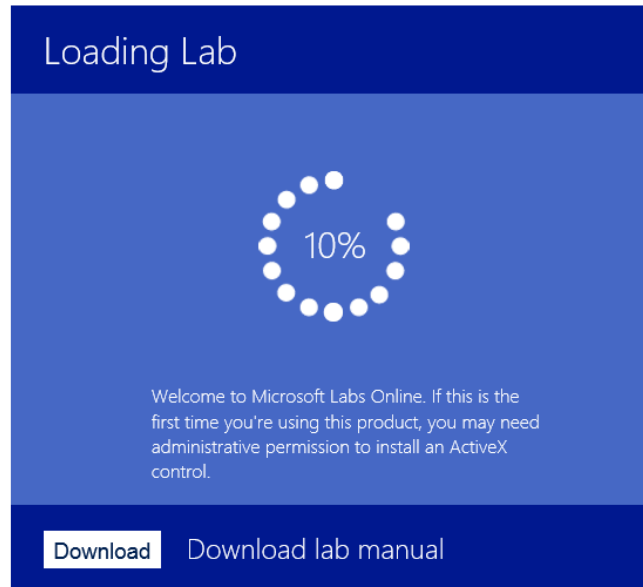 Loading Lab
10%
Welcome to Microsoft Labs Online. If this is the
first time you're using this product, you may need
administrative permission to install an ActiveX
control.
Download Download lab manual